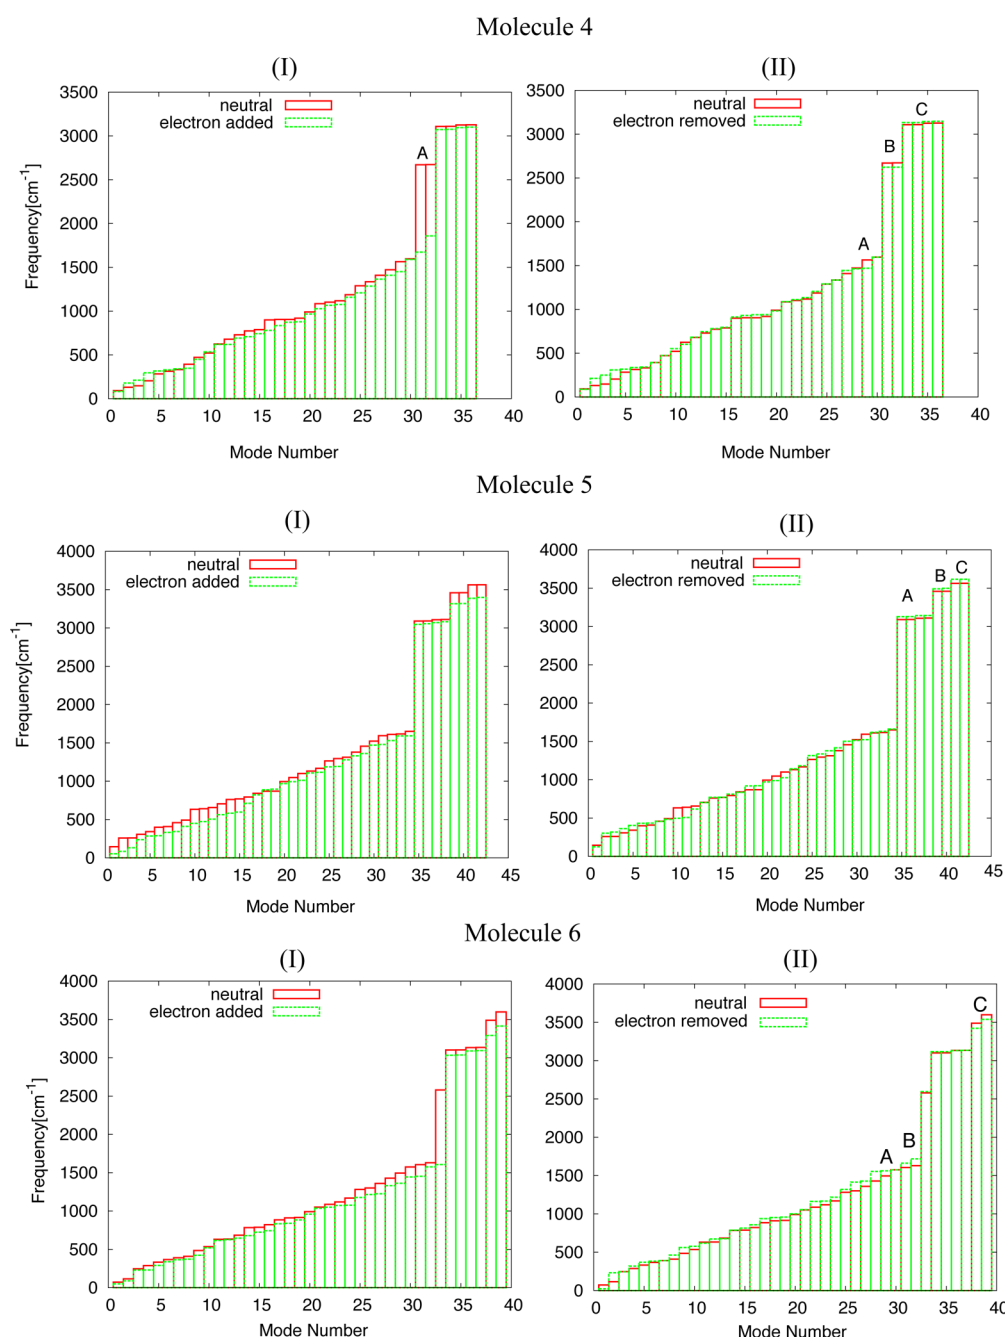 Molecule 4
(I)
(II)
neutral
electron added
neutral
electron removed
A
A
B
C
Frequency[cm-1]
3500
3000
2500
2000
1500
1000
500
0
0 5 10 15 20 25 30 35 40
Mode Number
3500
3000
2500
2000
1500
1000
500
0
0 5 10 15 20 25 30 35 40
Mode Number
Molecule 5
(I)
(II)
neutral
electron added
neutral
electron removed
A
B
C
Frequency[cm-1]
4000
3500
3000
2500
2000
1500
1000
500
0
0 5 10 15 20 25 30 35 40 45
Mode Number
4000
3500
3000
2500
2000
1500
1000
500
0
0 5 10 15 20 25 30 35 40 45
Mode Number
Molecule 6
(I)
(II)
neutral
electron added
neutral
electron removed
A
B
C
Frequency[cm-1]
4000
3500
3000
2500
2000
1500
1000
500
0
0 5 10 15 20 25 30 35 40
Mode Number
4000
3500
3000
2500
2000
1500
1000
500
0
0 5 10 15 20 25 30 35 40
Mode Number